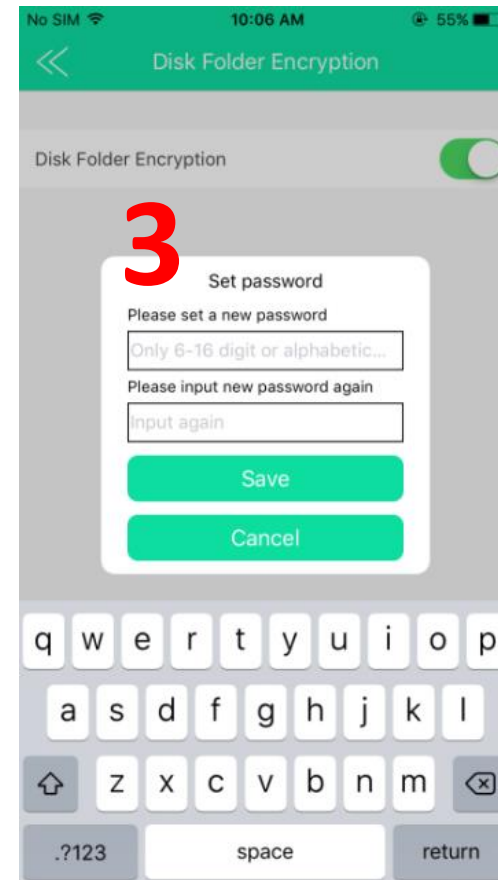 No SIM 10:06 AM 55%
Disk Folder Encryption
Disk Folder Encryption
3
Set password
Please set a new password
Only 6-16 digit or alphabetic...
Please input new password again
Input again
Save
Cancel
q w e r t y u i o p
a s d f g h j k l
z x c v b n m
.?123 space return